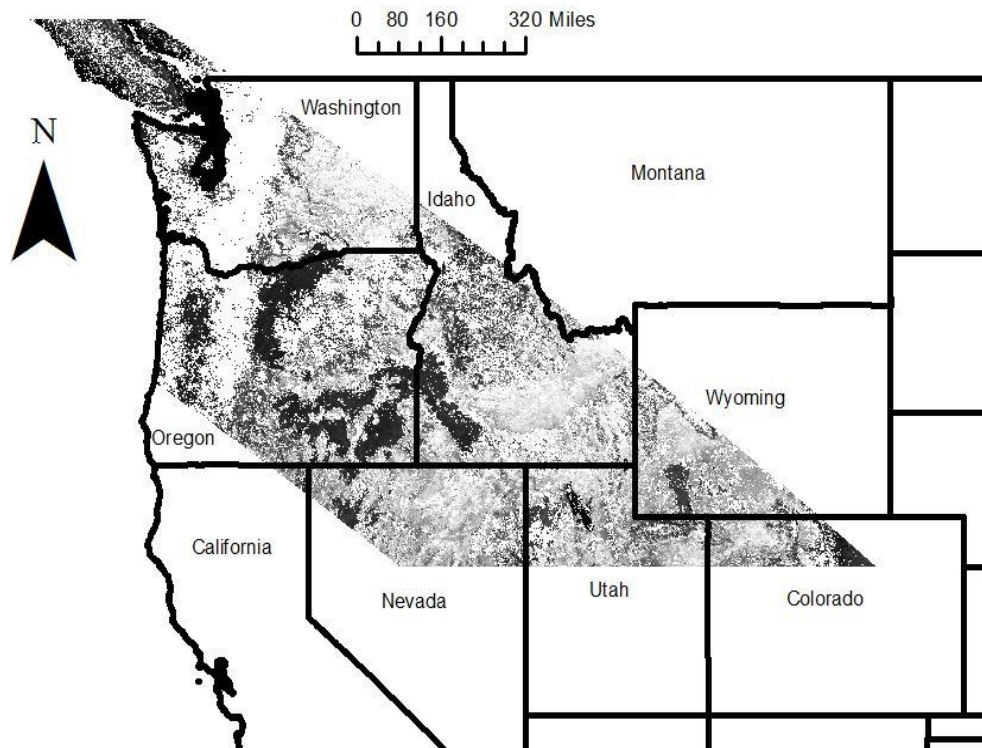 0 80 160 320 Miles
N
Washington
Montana
Idaho
Wyoming
Oregon
California
Nevada
Utah
Colorado